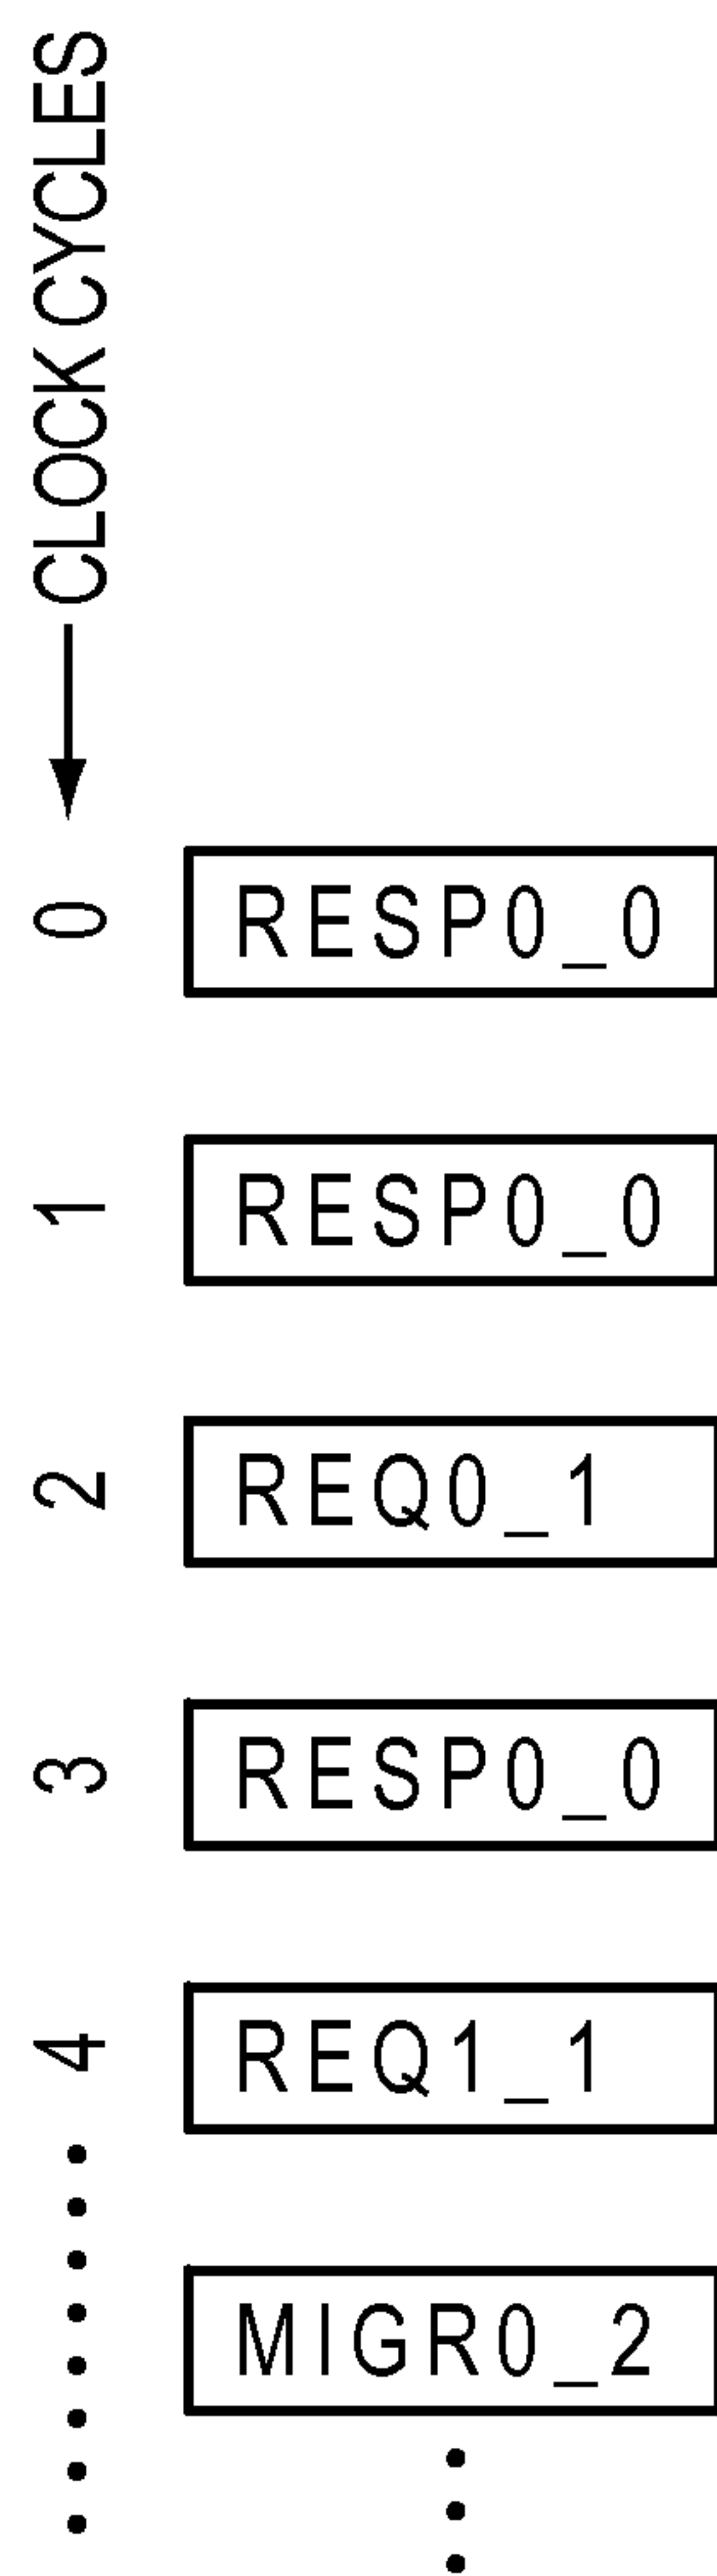 CLOCK CYCLES
0 RESP0_0
1 RESP0_0
2 REQ0_1
3 RESP0_0
4 REQ1_1
MIGR0_2